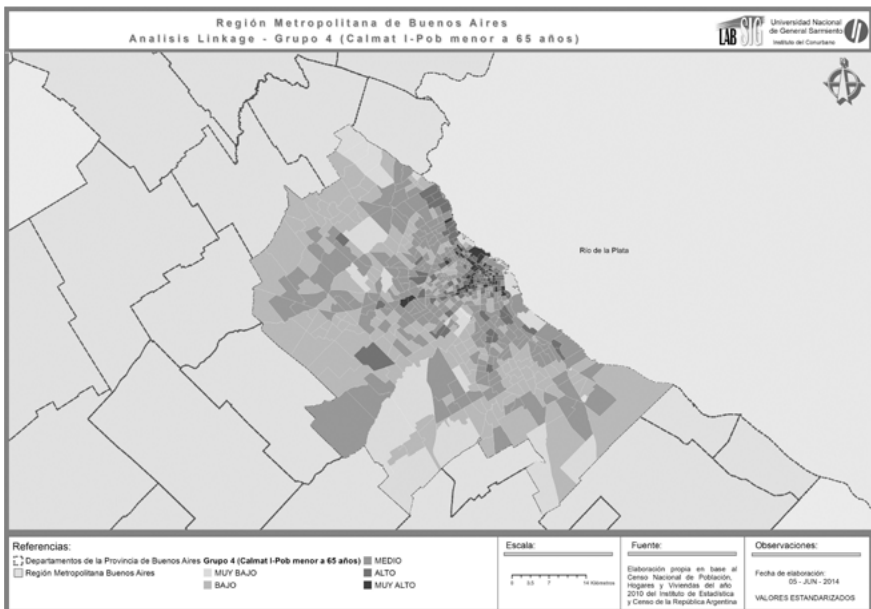 Región Metropolitana de Buenos Aires
Analisis Linkage - Grupo 4 (Calmat I-Pob menor a 65 años)
LAB SIG
Universidad Nacional
de General Sarmiento
Instituto del Conurbano
Río de la Plata
Referencias:
Departamentos de la Provincia de Buenos Aires
Región Metropolitana Buenos Aires
Grupo 4 (Calmat I-Pob menor a 65 años)
MUY BAJO
BAJO
MEDIO
ALTO
MUY ALTO
Escala:
0 3,5 7 14 Kilómetros
Fuente:
Elaboración propia en base al
Censo Nacional de Población,
Hogares y Viviendas del año
2010 del Instituto de Estadística
y Censo de la República Argentina
Observaciones:
Fecha de elaboración:
05 - JUN - 2014
VALORES ESTANDARIZADOS